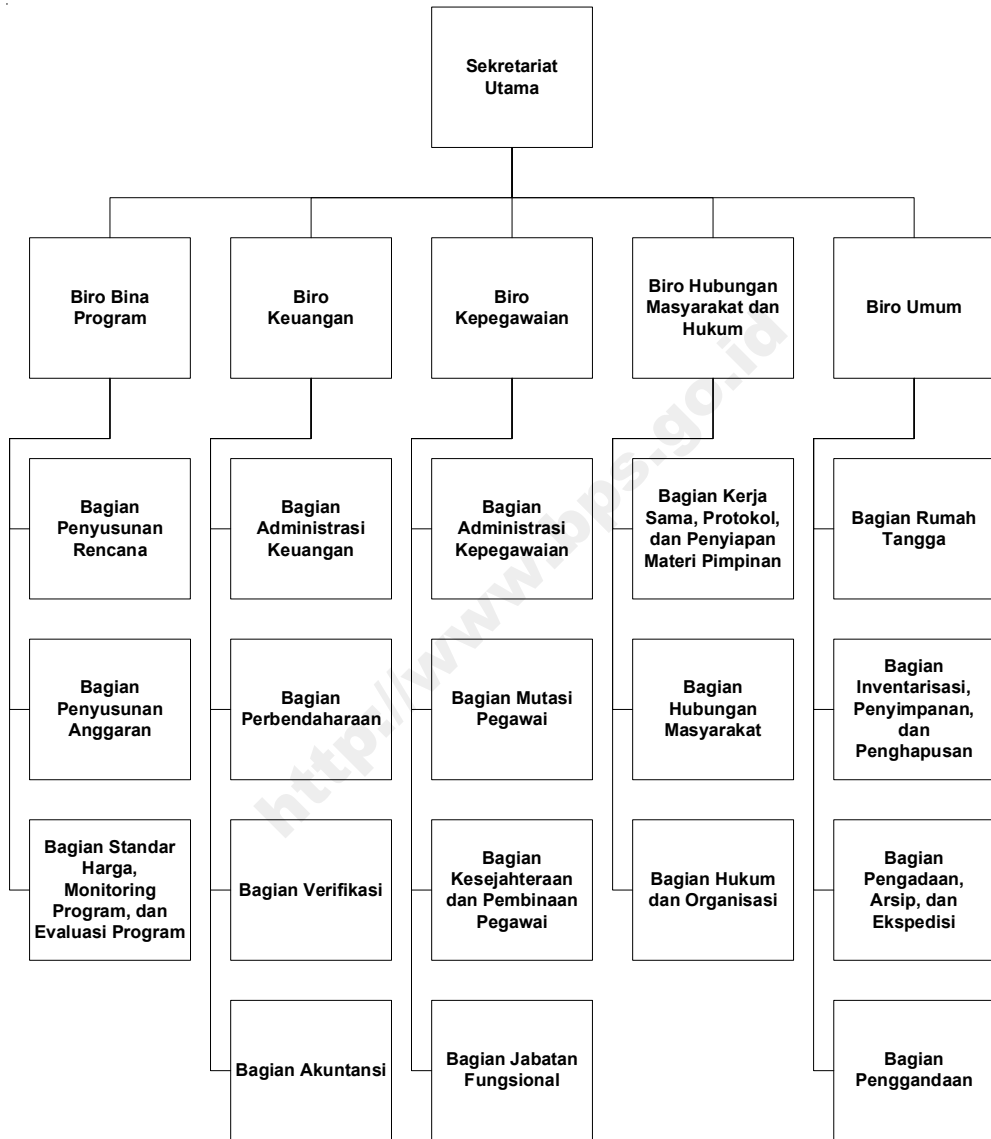 Sekretariat
Utama
Biro Bina
Program
Biro
Keuangan
Biro
Kepegawaian
Biro Hubungan
Masyarakat dan
Hukum
Biro Umum
Bagian
Penyusunan
Rencana
Bagian
Administrasi
Keuangan
Bagian
Administrasi
Kepegawaian
Bagian Kerja
Sama, Protokol,
dan Penyiapan
Materi Pimpinan
Bagian Rumah
Tangga
Bagian
Penyusunan
Anggaran
Bagian
Perbendaharaan
Bagian Mutasi
Pegawai
Bagian
Hubungan
Masyarakat
Bagian
Inventarisasi,
Penyimpanan,
dan
Penghapusan
Bagian Standar
Harga,
Monitoring
Program, dan
Evaluasi Program
Bagian Verifikasi
Bagian
Kesejahteraan
dan Pembinaan
Pegawai
Bagian Hukum
dan Organisasi
Bagian
Pengadaan,
Arsip, dan
Ekspedisi
Bagian Akuntansi
Bagian Jabatan
Fungsional
Bagian
Penggandaan
http://www.bps.go.id